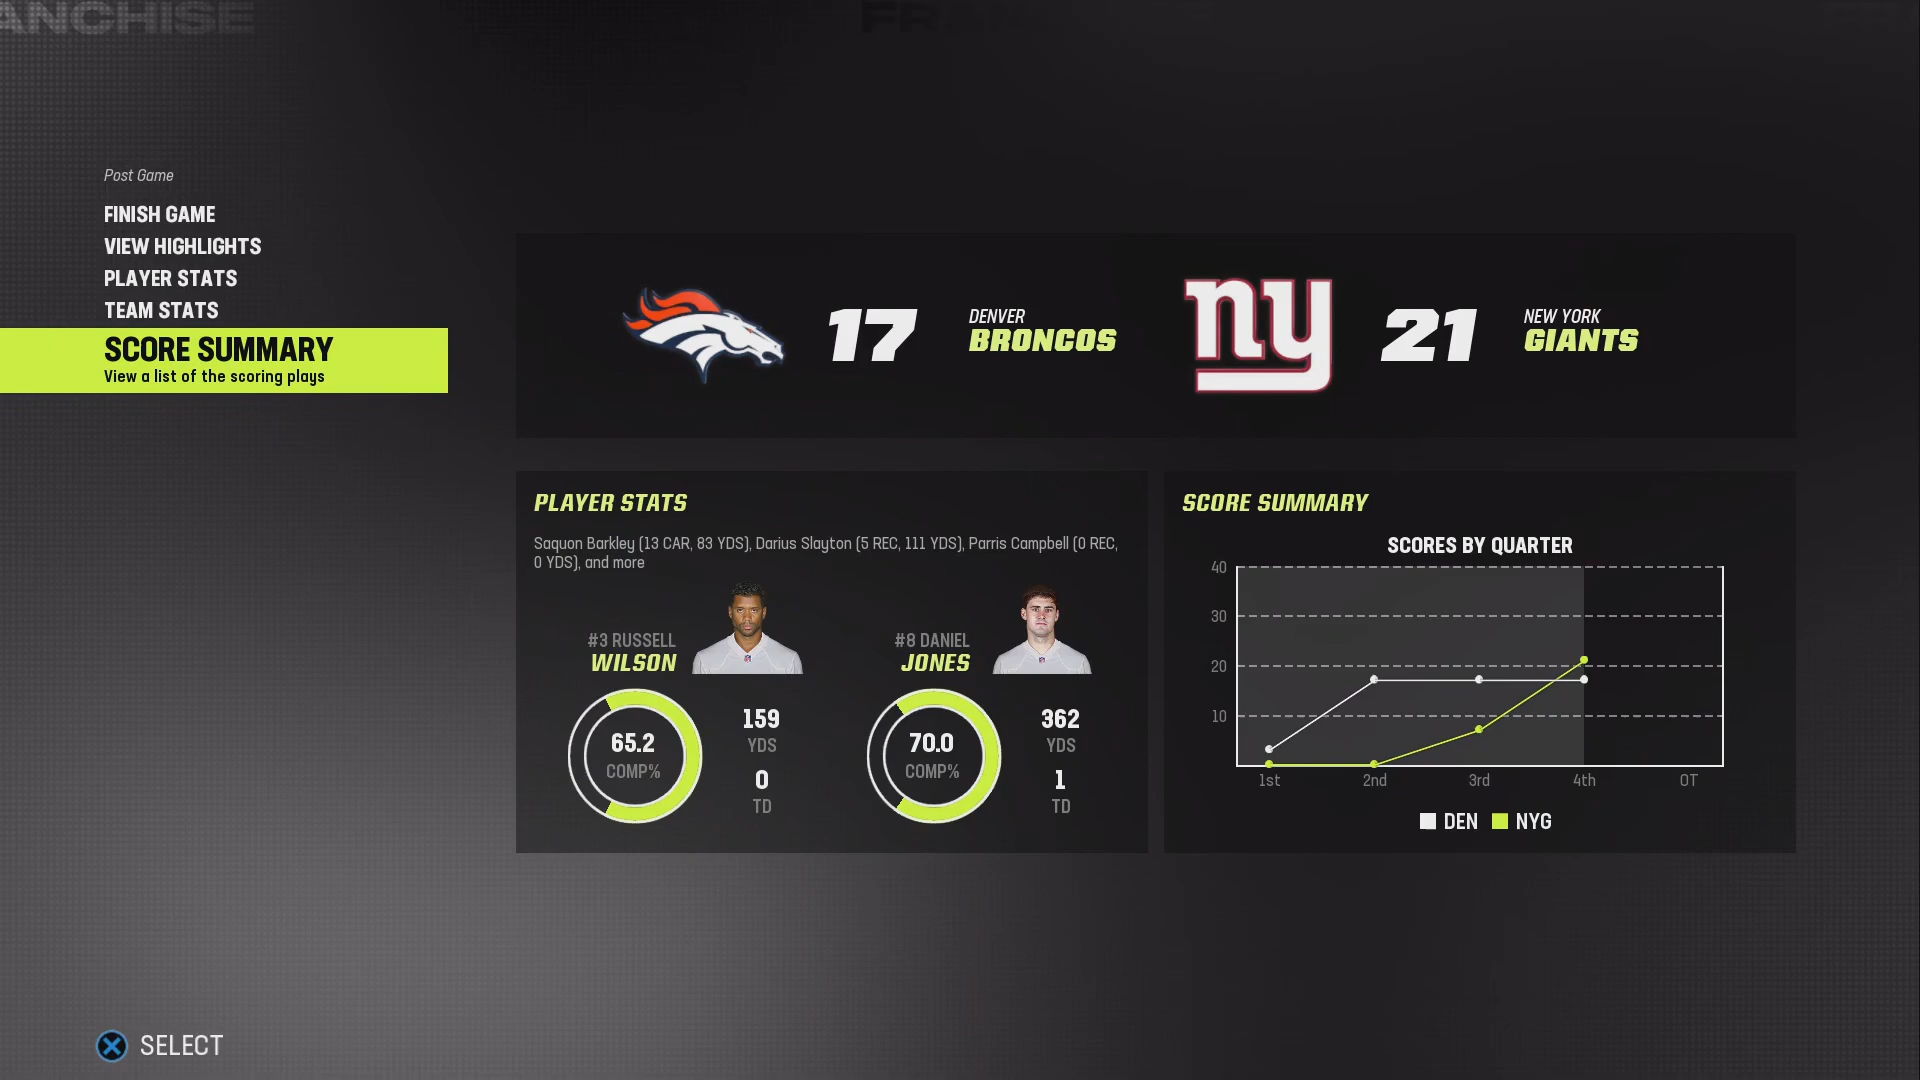 ANCHISE
FRAN
Post Game
FINISH GAME
VIEW HIGHLIGHTS
PLAYER STATS
TEAM STATS
SCORE SUMMARY
View a list of the scoring plays
17
DENVER
BRONCOS
ny
21
NEW YORK
GIANTS
PLAYER STATS
Saquon Barkley (13 CAR, 83 YDS), Darius Slayton (5 REC, 111 YDS), Parris Campbell (0 REC,
0 YDS), and more
#3 RUSSELL
WILSON
65.2
COMP%
159
YDS
0
TD
#8 DANIEL
JONES
70.0
COMP%
362
YDS
1
TD
SCORE SUMMARY
SCORES BY QUARTER
40
30
20
10
1st 2nd 3rd 4th OT
DEN NYG
SELECT